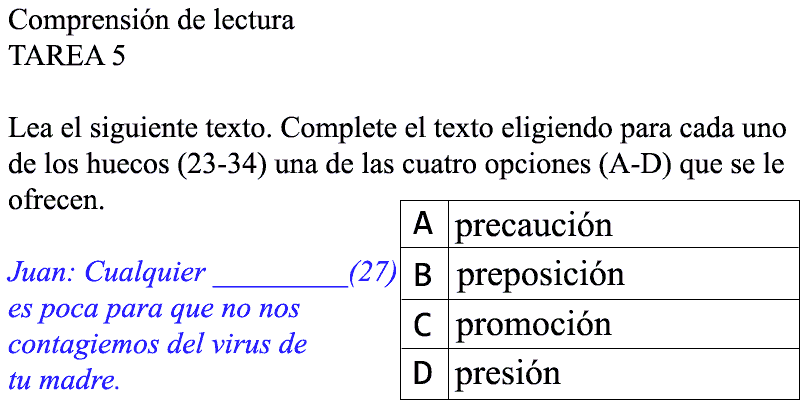 Comprensión de lectura
TAREA 5
Lea el siguiente texto. Complete el texto eligiendo para cada uno
de los huecos (23-34) una de las cuatro opciones (A-D) que se le
ofrecen.
Juan: Cualquier _________(27)
es poca para que no nos
contagiemos del virus de
tu madre.
A precaución
B preposición
C promoción
D presión